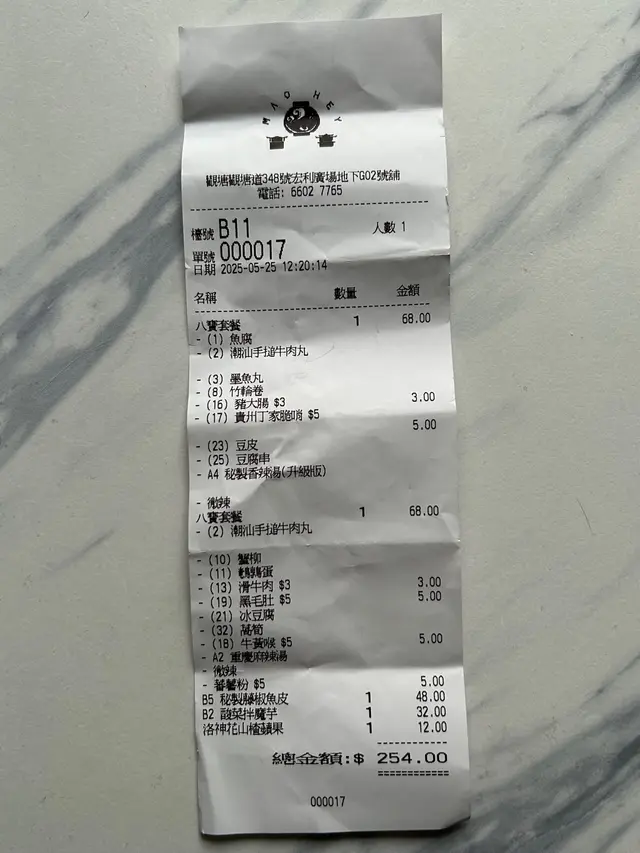 MAO HEY
觀塘觀塘道348號宏利廣場地下G02號舖
電話: 6602 7765
檯號 B11 人數 1
單號 000017
日期 2025-05-25 12:20:14
名稱 數量 金額
八寶套餐 1 68.00
- (1) 魚腐
- (2) 潮汕手搥牛肉丸
- (3) 墨魚丸
- (8) 竹輪卷
- (16) 豬大腸 $3 3.00
- (17) 貴州丁家脆哨 $5 5.00
- (23) 豆皮
- (25) 豆腐串
- A4 秘製香辣湯(升級版)
- 微辣
八寶套餐 1 68.00
- (2) 潮汕手搥牛肉丸
- (10) 蟹柳
- (11) 鵪鶉蛋
- (13) 滑牛肉 $3 3.00
- (19) 黑毛肚 $5 5.00
- (21) 冰豆腐
- (32) 萵筍
- (18) 牛黃喉 $5 5.00
- A2 重慶麻辣湯
- 微辣
- 蕃薯粉 $5 5.00
B5 秘製藤椒魚皮 1 48.00
B2 酸菜拌魔芋 1 32.00
洛神花山楂蘋果 1 12.00
總金額:$ 254.00
000017